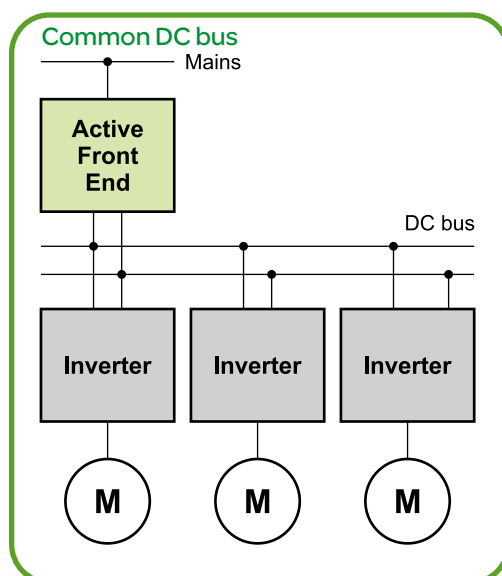 Common DC bus
Mains
Active
Front
End
DC bus
Inverter
Inverter
Inverter
M
M
M